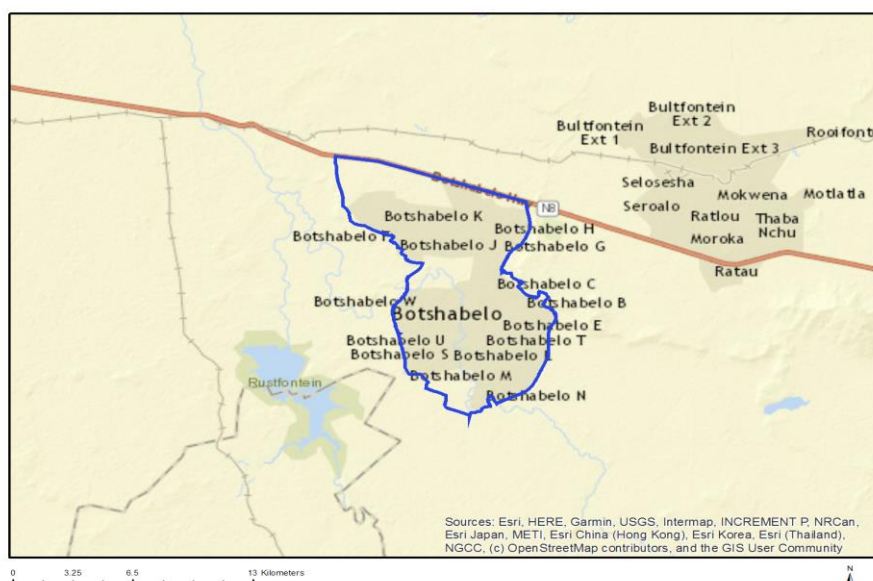 Bultfontein
Ext 2
Bultfontein
Ext 1
Rooifont
Bultfontein Ext 3
Selosesha
Mokwena
Motlatla
Seroalo
Ratlou
Thaba
Nchu
Moroka
Ratau
N8
Botshabelo
Botshabelo K
Botshabelo H
Botshabelo
Botshabelo J
Botshabelo G
Botshabelo C
Botshabelo W
Botshabelo B
Botshabelo
Botshabelo E
Botshabelo U
Botshabelo T
Botshabelo S
Botshabelo
Botshabelo M
Rustfontein
Botshabelo N
Sources: Esri, HERE, Garmin, USGS, Intermap, INCREMENT P, NRCan,
Esri Japan, METI, Esri China (Hong Kong), Esri Korea, Esri (Thailand),
NGCC, (c) OpenStreetMap contributors, and the GIS User Community
0 3.25 6.5 13 Kilometers
N